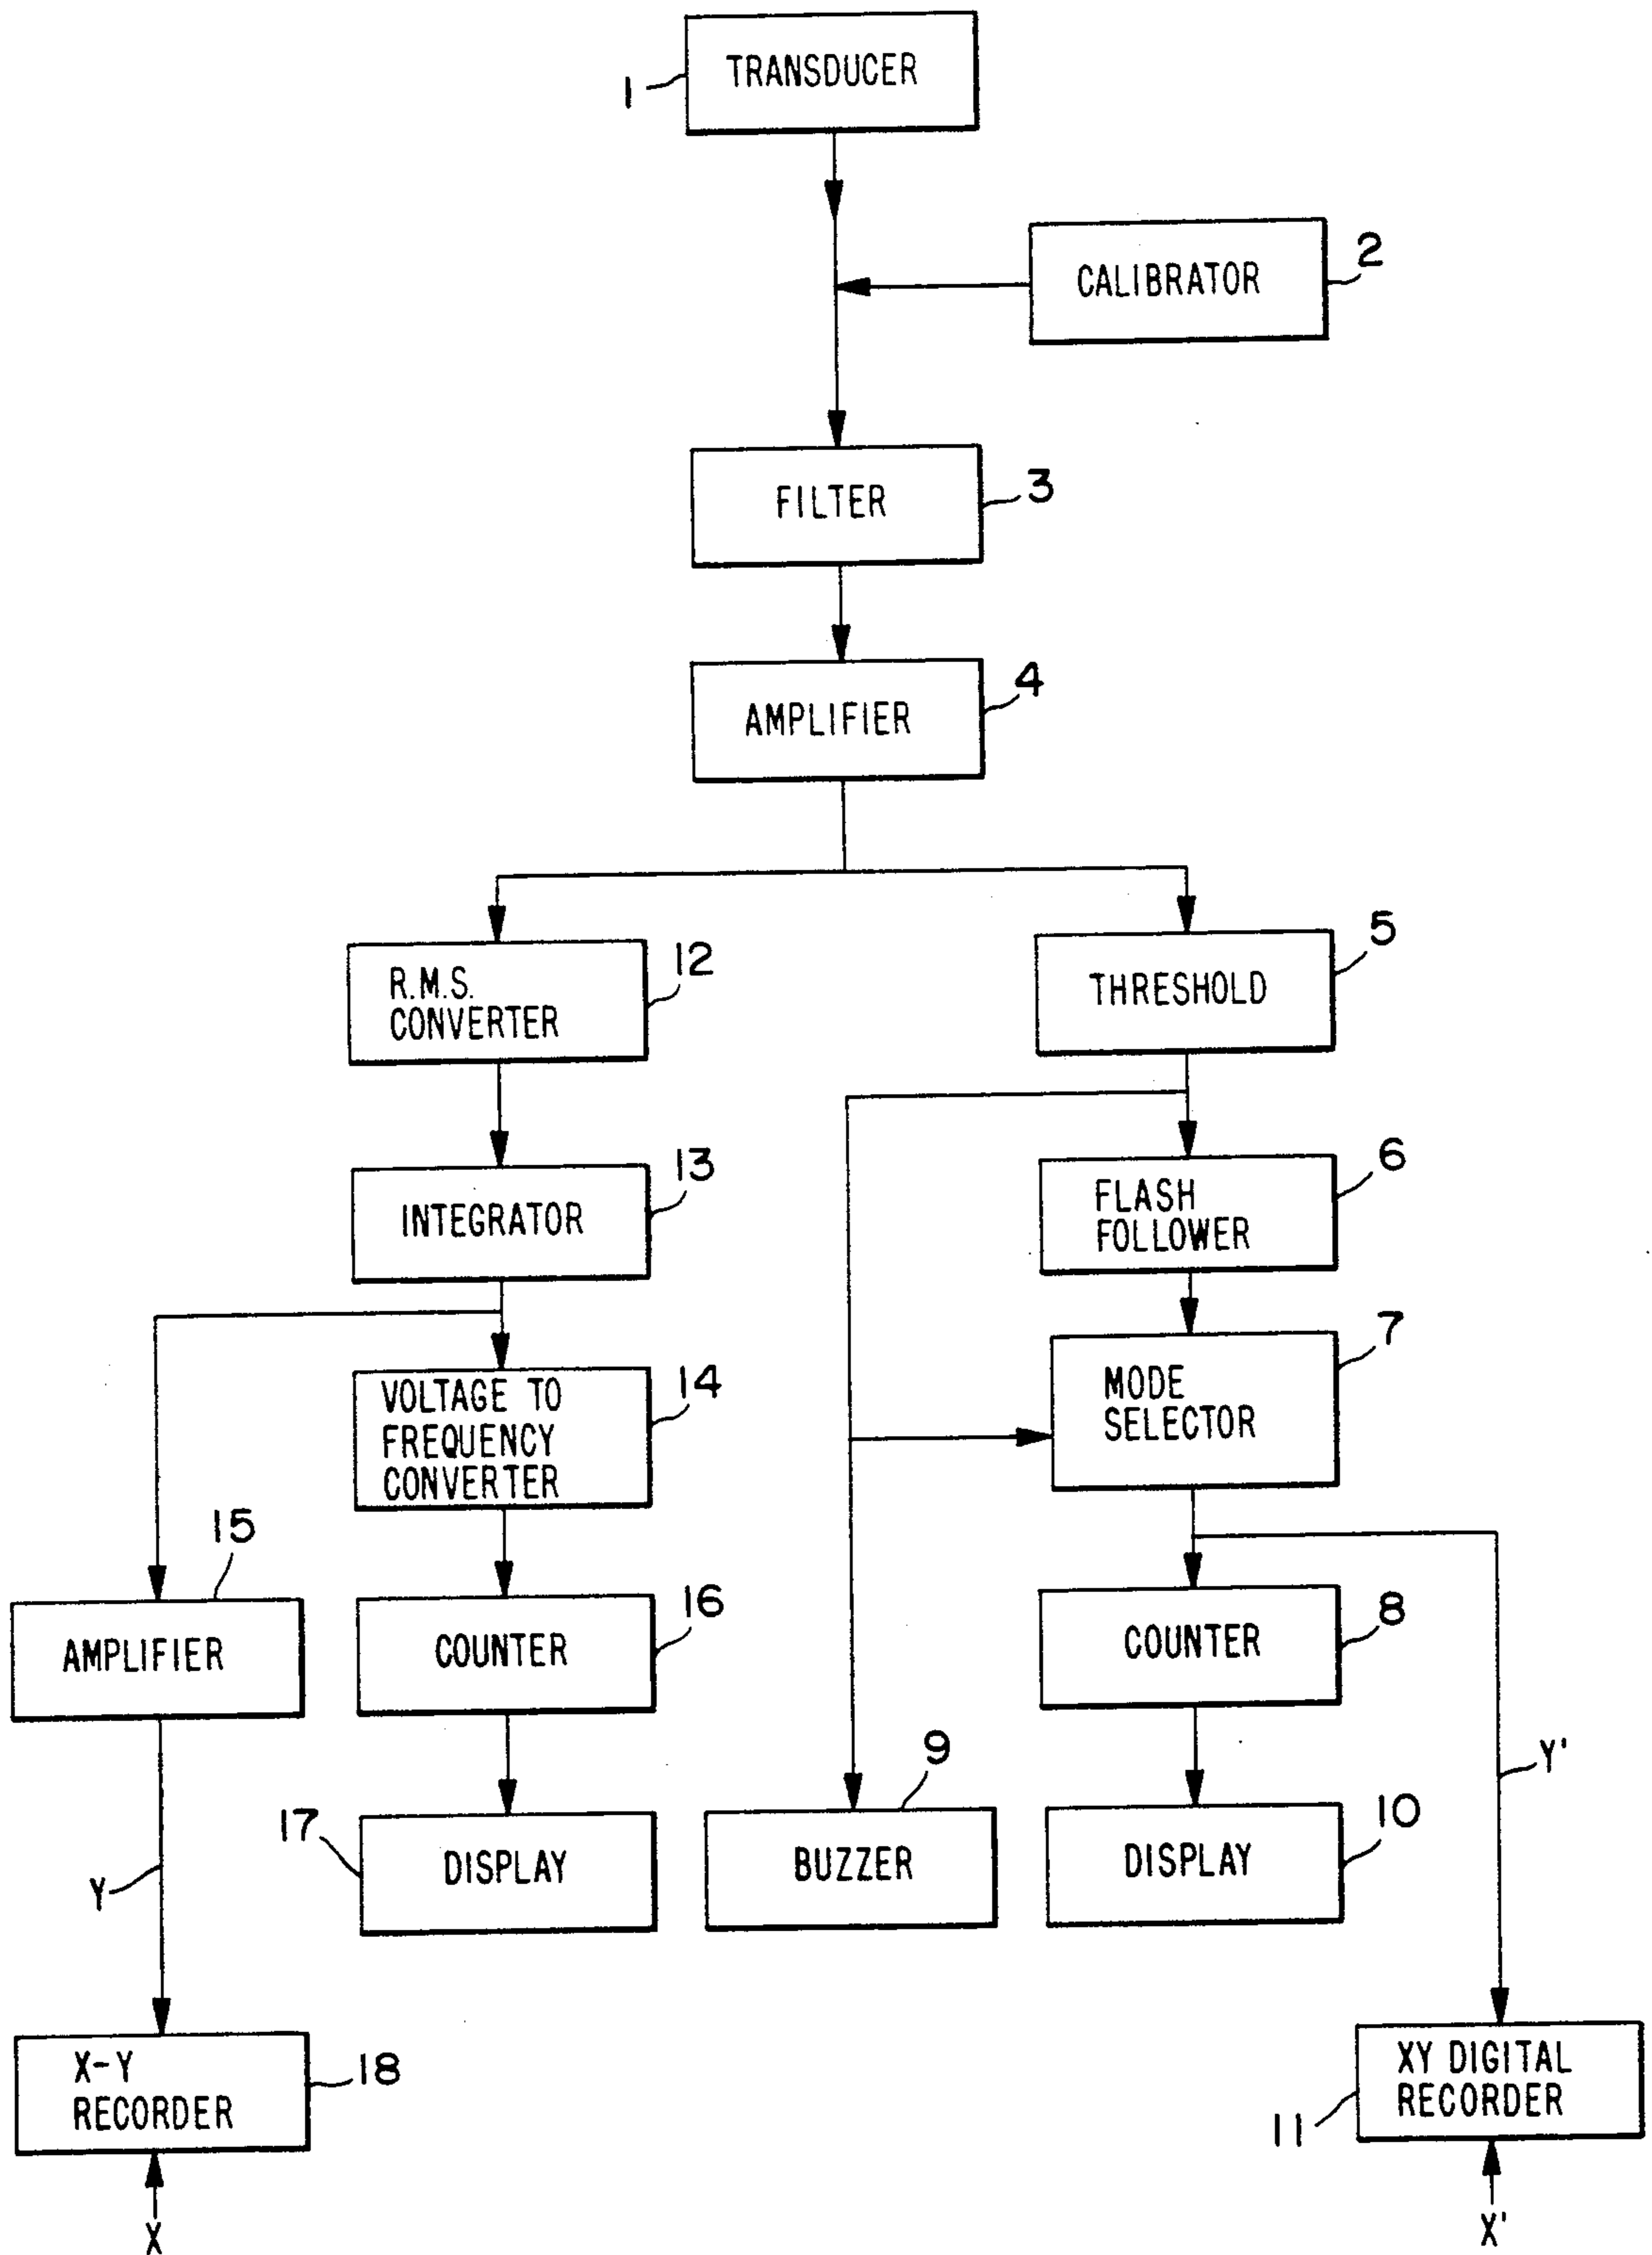 TRANSDUCER
1
CALIBRATOR
2
FILTER
3
AMPLIFIER
4
R.M.S.
CONVERTER
12
THRESHOLD
5
INTEGRATOR
13
FLASH
FOLLOWER
6
VOLTAGE TO
FREQUENCY
CONVERTER
14
MODE
SELECTOR
7
AMPLIFIER
15
COUNTER
16
COUNTER
8
DISPLAY
17
BUZZER
9
DISPLAY
10
Y
Y'
X-Y
RECORDER
18
XY DIGITAL
RECORDER
11
X
X'